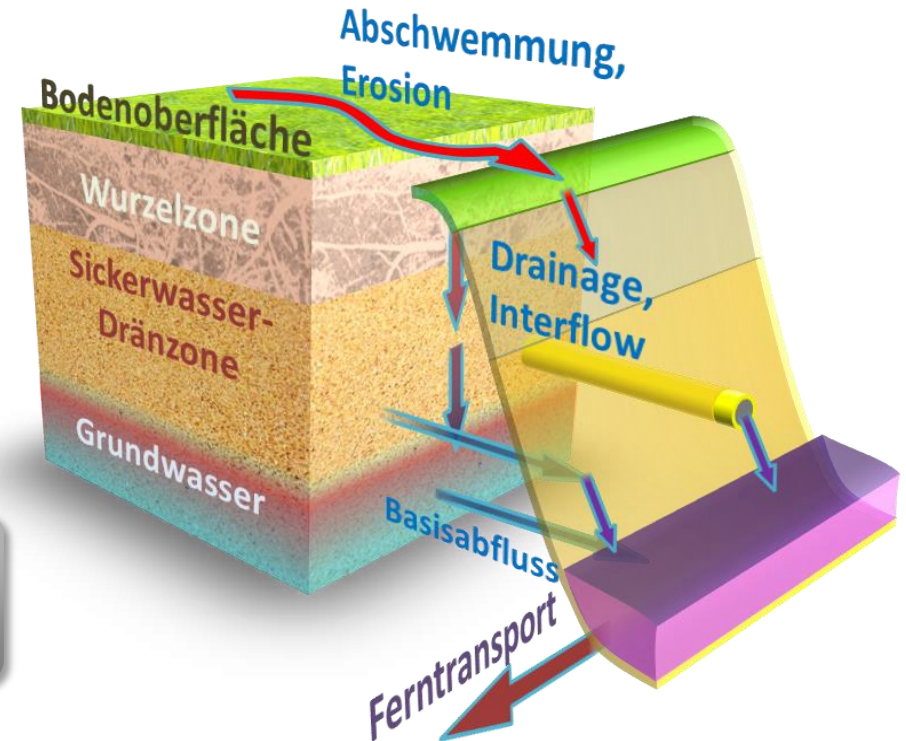 Abschwemmung,
Erosion
Bodenoberfläche
Wurzelzone
Sickerwasser-
Dränzone
Drainage,
Interflow
Grundwasser
Basisabfluss
Ferntransport